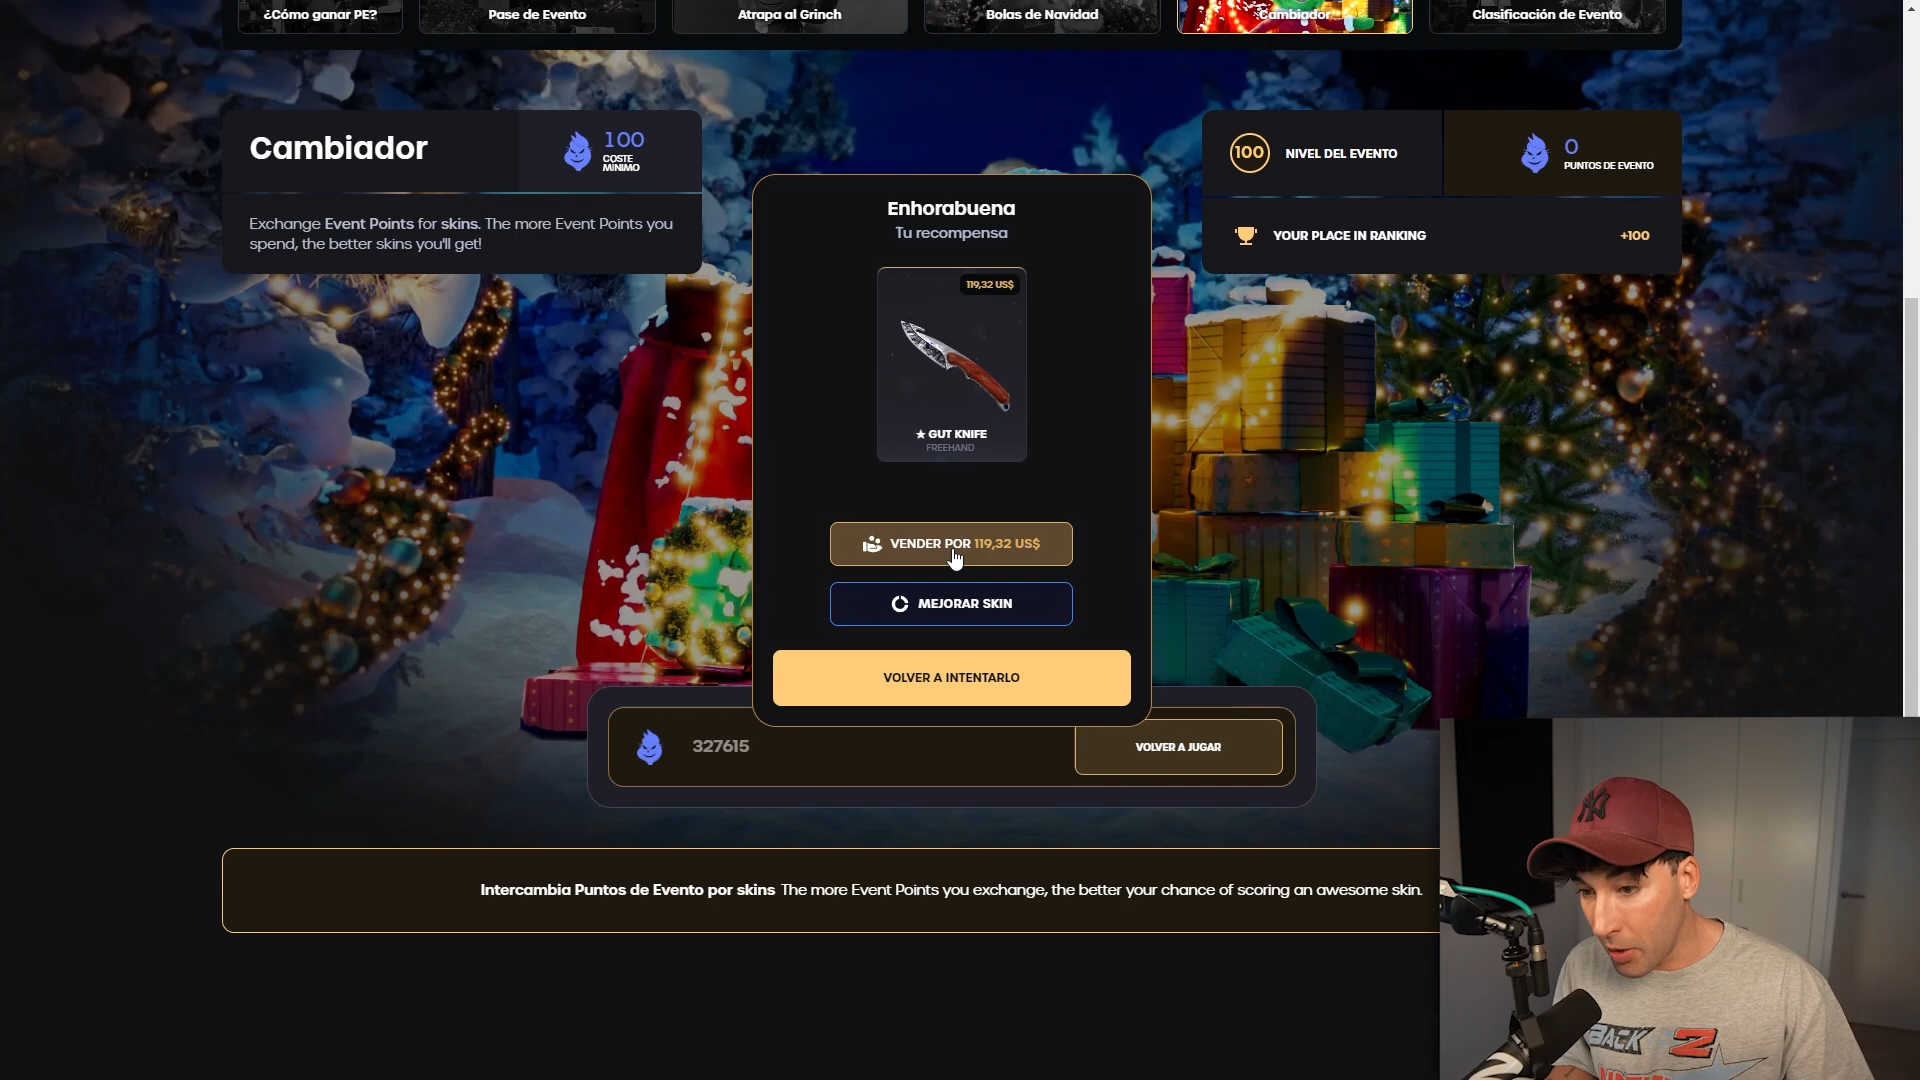 ¿Cómo ganar PE?
Pase de Evento
Atrapa al Grinch
Bolas de Navidad
Cambiador
Clasificación de Evento
Cambiador
100
COSTE
MÍNIMO
Exchange Event Points for skins. The more Event Points you
spend, the better skins you'll get!
100
NIVEL DEL EVENTO
0
PUNTOS DE EVENTO
YOUR PLACE IN RANKING
+100
Enhorabuena
Tu recompensa
119,32 US$
★ GUT KNIFE
FREEHAND
VENDER POR 119,32 US$
MEJORAR SKIN
VOLVER A INTENTARLO
327615
VOLVER A JUGAR
Intercambia Puntos de Evento por skins The more Event Points you exchange, the better your chance of scoring an awesome skin.
NY
BACK
Z